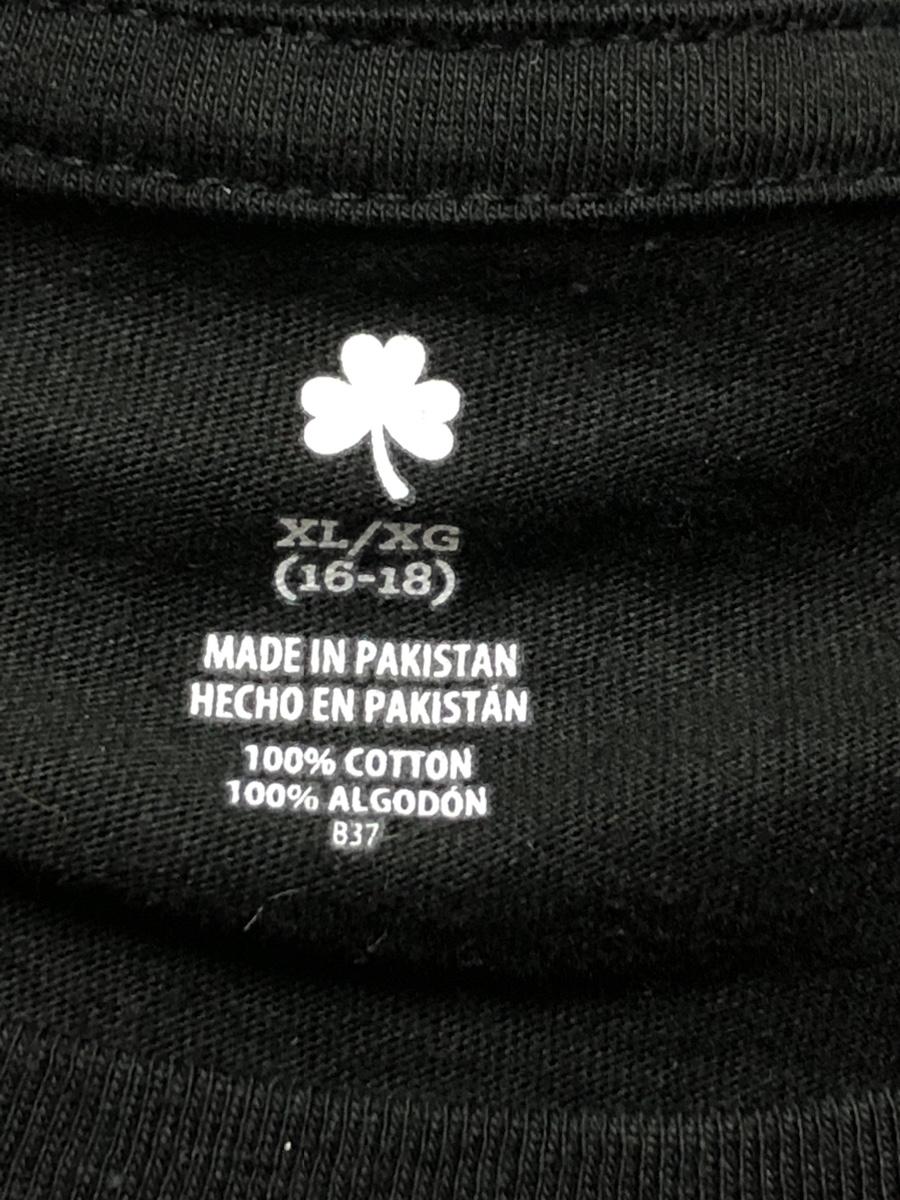 XL/XG
(16-18)
MADE IN PAKISTAN
HECHO EN PAKISTÁN
100% COTTON
100% ALGODÓN
B37